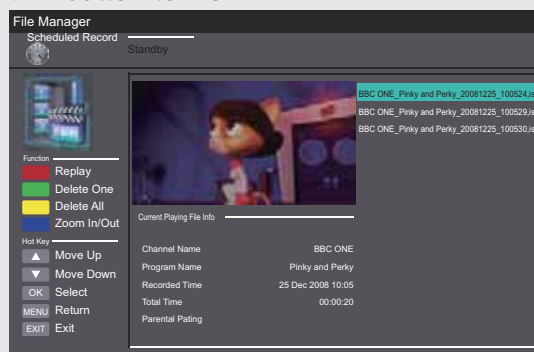 File Manager
Scheduled Record
Standby
BBC ONE_Pinky and Perky_20081225_100524,is
BBC ONE_Pinky and Perky_20081225_100529,is
BBC ONE_Pinky and Perky_20081225_100530,is
Function
Replay
Delete One
Delete All
Zoom In/Out
Hot Key
Move Up
Move Down
OK Select
MENU Return
EXIT Exit
Current Playing File Info
Channel Name BBC ONE
Program Name Pinky and Perky
Recorded Time 25 Dec 2008 10:05
Total Time 00:00:20
Parental Pating